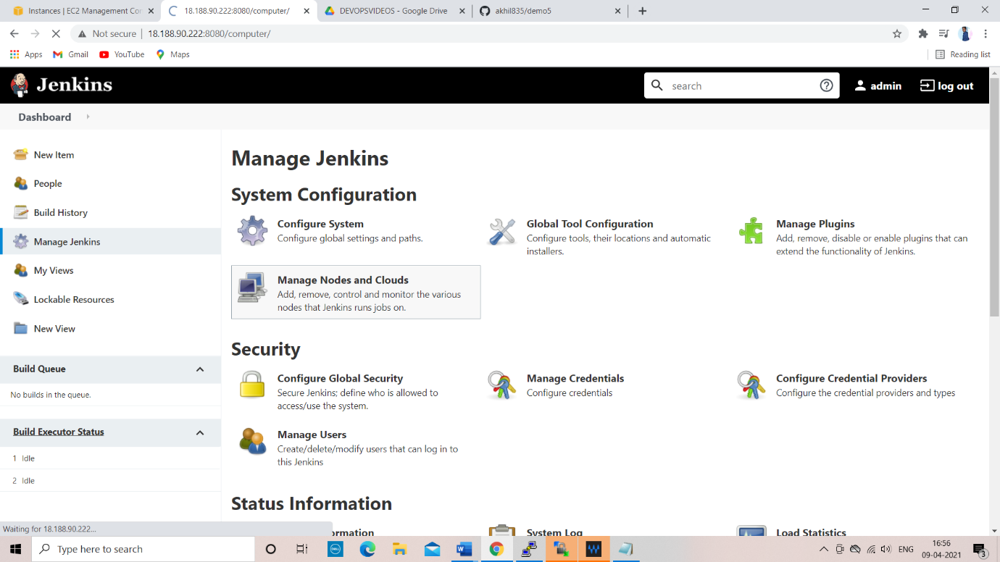 Instances | EC2 Management Con
18.188.90.222:8080/computer/
DEVOPSVIDEOS - Google Drive
akhil835/demo5
Not secure
18.188.90.222:8080/computer/
Apps
Gmail
YouTube
Maps
Reading list
Jenkins
search
admin
log out
Dashboard
New Item
People
Build History
Manage Jenkins
My Views
Lockable Resources
New View
Build Queue
No builds in the queue.
Build Executor Status
1 Idle
2 Idle
Manage Jenkins
System Configuration
Configure System
Configure global settings and paths.
Global Tool Configuration
Configure tools, their locations and automatic
installers.
Manage Plugins
Add, remove, disable or enable plugins that can
extend the functionality of Jenkins.
Manage Nodes and Clouds
Add, remove, control and monitor the various
nodes that Jenkins runs jobs on.
Security
Configure Global Security
Secure Jenkins; define who is allowed to
access/use the system.
Manage Credentials
Configure credentials
Configure Credential Providers
Configure the credential providers and types
Manage Users
Create/delete/modify users that can log in to
this Jenkins
Status Information
System Log
Load Statistics
Waiting for 18.188.90.222...
Type here to search
ENG
16:56
09-04-2021
3